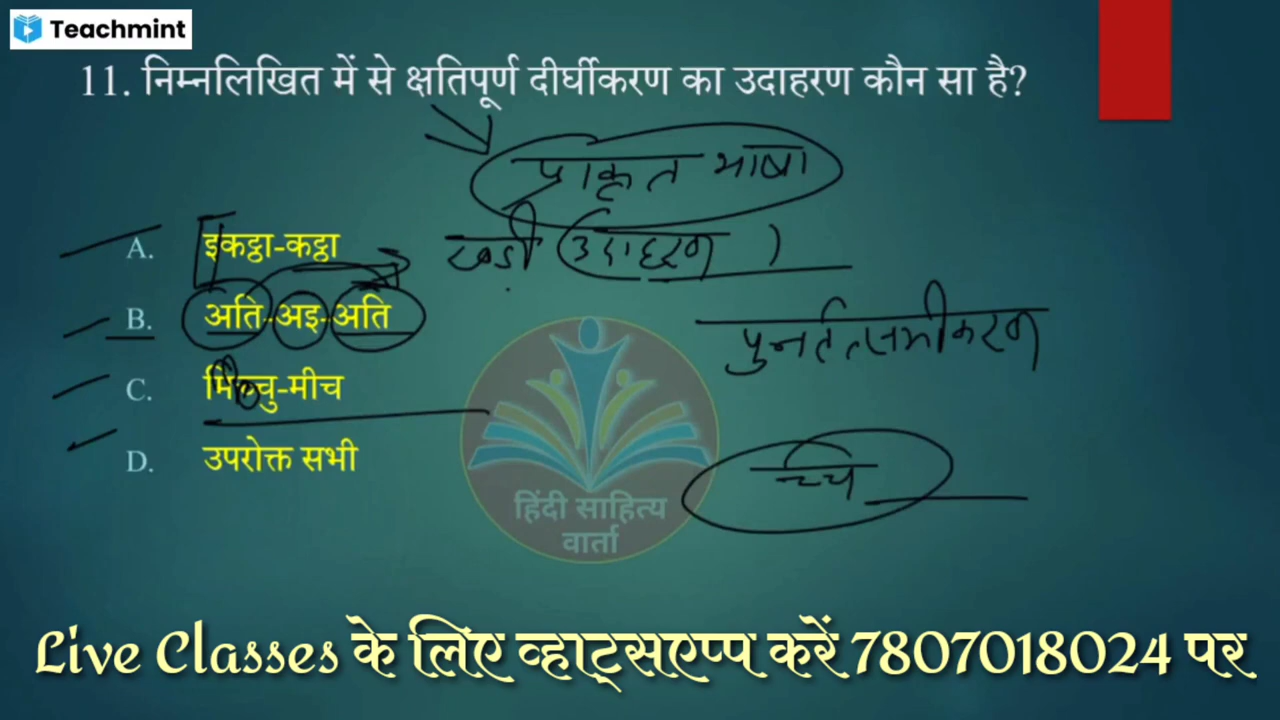 Teachmint
11. निम्नलिखित में से क्षतिपूर्ण दीर्घीकरण का उदाहरण कौन सा है?
प्राकृत भाषा
A. इकट्ठा-कट्ठा
खड़ी उदाहरण )
B. अति-अइ-अति
पुनर्तत्समीकरण
C. मिच्चु-मीच
D. उपरोक्त सभी
च्च
हिंदी साहित्य
वार्ता
Live Classes के लिए व्हाट्सएप्प करें 7807018024 पर